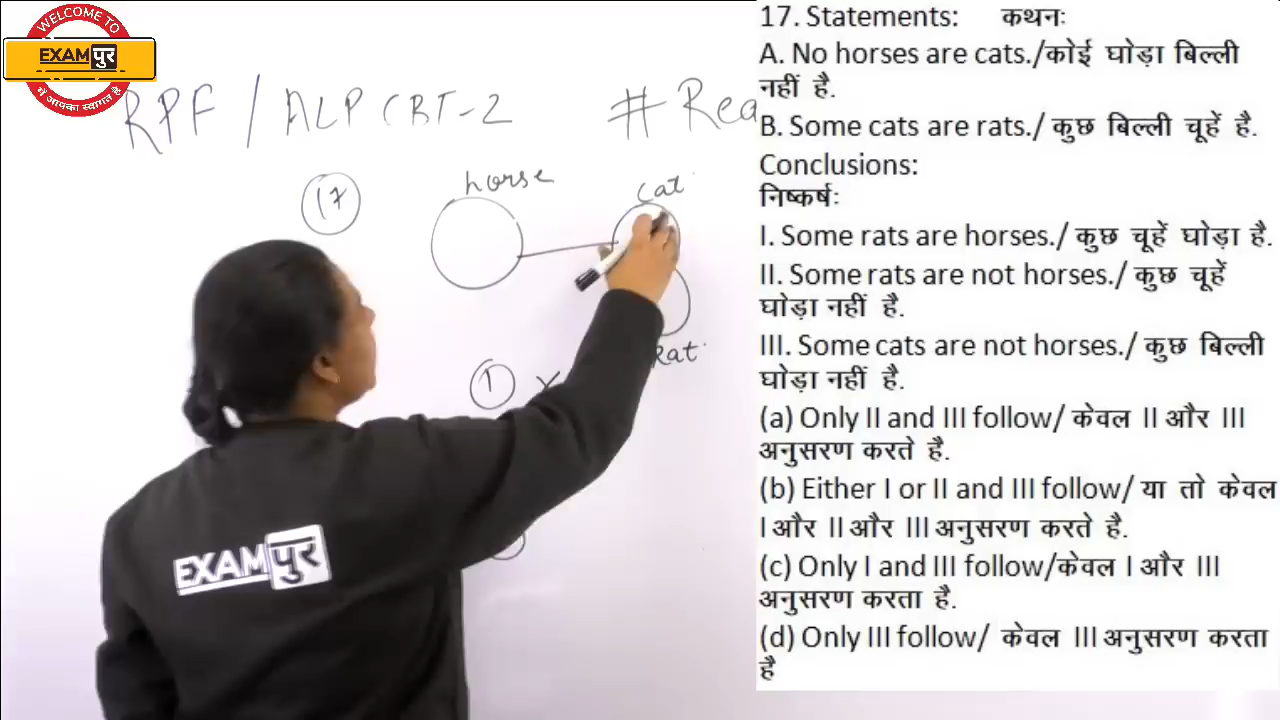 WELCOME TO
EXAMपुर
में आपका स्वागत है
RPF / ALP CBT-2 # Rea
17
horse
cat
Rat
1
EXAMपुर
17. Statements: कथनः
A. No horses are cats./कोई घोड़ा बिल्ली
नहीं है.
B. Some cats are rats./ कुछ बिल्ली चूहें है.
Conclusions:
निष्कर्षः
I. Some rats are horses./ कुछ चूहें घोड़ा है.
II. Some rats are not horses./ कुछ चूहें
घोड़ा नहीं है.
III. Some cats are not horses./ कुछ बिल्ली
घोड़ा नहीं है.
(a) Only II and III follow/ केवल II और III
अनुसरण करते है.
(b) Either I or II and III follow/ या तो केवल
I और II और III अनुसरण करते है.
(c) Only I and III follow/केवल I और III
अनुसरण करता है.
(d) Only III follow/ केवल III अनुसरण करता
है